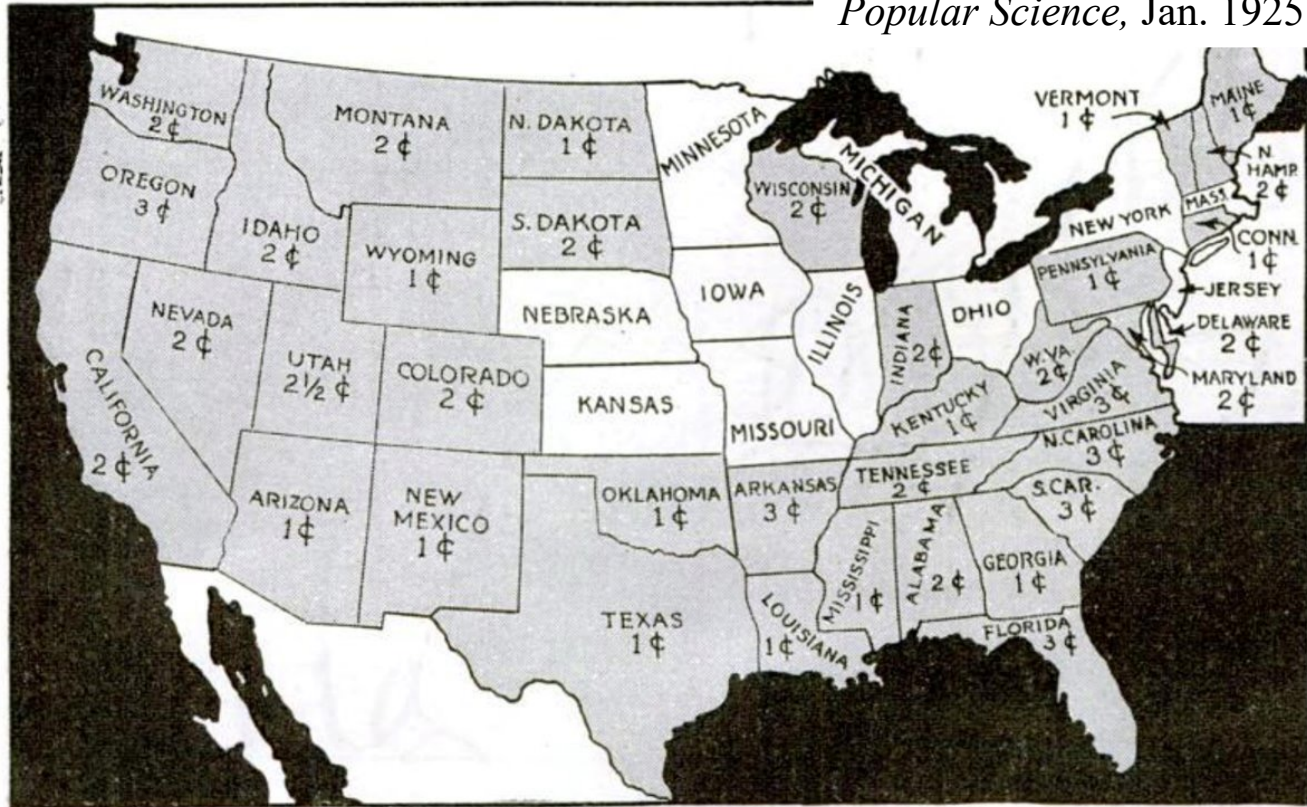 Popular Science, Jan. 1925
WASHINGTON
2 ¢
OREGON
3 ¢
MONTANA
2 ¢
IDAHO
2 ¢
WYOMING
1 ¢
N. DAKOTA
1 ¢
S. DAKOTA
2 ¢
MINNESOTA
WISCONSIN
2 ¢
MICHIGAN
VERMONT
1 ¢
MAINE
1 ¢
N.
HAMP.
2 ¢
MASS.
CONN.
1 ¢
NEW YORK
PENNSYLVANIA
1 ¢
JERSEY
DELAWARE
2 ¢
MARYLAND
2 ¢
NEVADA
2 ¢
UTAH
2½ ¢
COLORADO
2 ¢
CALIFORNIA
2 ¢
NEBRASKA
KANSAS
IOWA
MISSOURI
ILLINOIS
INDIANA
2 ¢
OHIO
W. VA.
2 ¢
VIRGINIA
3 ¢
KENTUCKY
1 ¢
N. CAROLINA
3 ¢
TENNESSEE
2 ¢
S. CAR.
3 ¢
ARIZONA
1 ¢
NEW
MEXICO
1 ¢
OKLAHOMA
1 ¢
ARKANSAS
3 ¢
TEXAS
1 ¢
LOUISIANA
1 ¢
MISSISSIPPI
1 ¢
ALABAMA
2 ¢
GEORGIA
1 ¢
FLORIDA
3 ¢